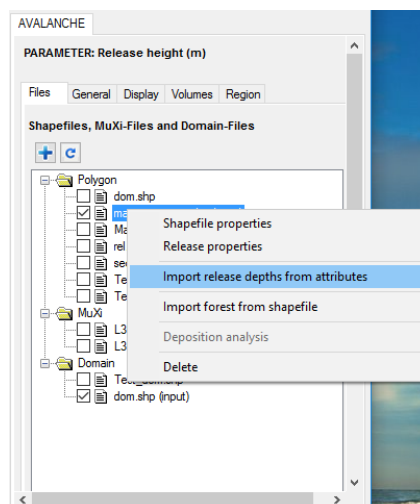 AVALANCHE
PARAMETER: Release height (m)
Files General Display Volumes Region
Shapefiles, MuXi-Files and Domain-Files
Polygon
dom.shp
Shapefile properties
Release properties
Import release depths from attributes
Import forest from shapefile
Deposition analysis
Delete
MuXi
Domain
dom.shp (input)